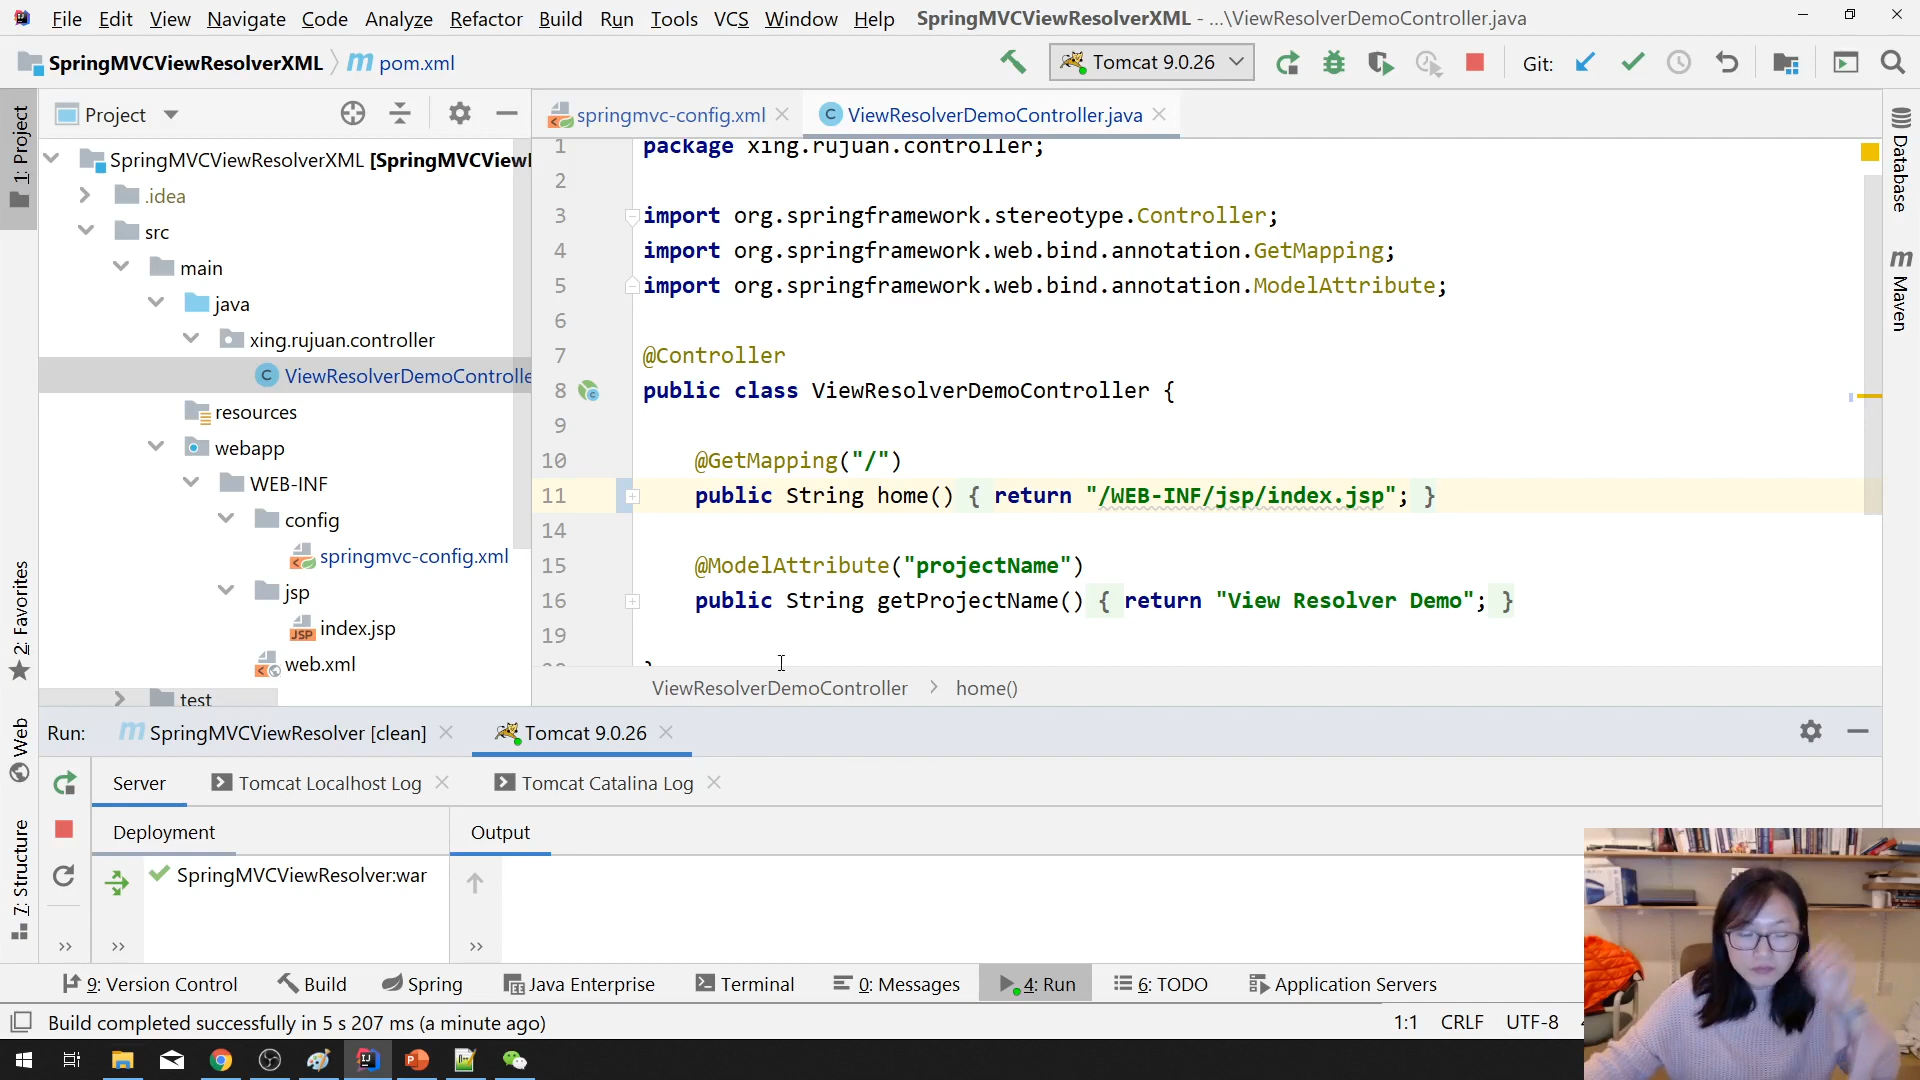 File Edit View Navigate Code Analyze Refactor Build Run Tools VCS Window Help SpringMVCViewResolverXML - ...\ViewResolverDemoController.java
SpringMVCViewResolverXML m pom.xml Tomcat 9.0.26 Git:
Project
springmvc-config.xml ViewResolverDemoController.java
SpringMVCViewResolverXML [SpringMVCView
.idea
src
main
java
xing.rujuan.controller
ViewResolverDemoControlle
resources
webapp
WEB-INF
config
springmvc-config.xml
jsp
index.jsp
web.xml
test
1: Project
2: Favorites
Web
7: Structure
Database
m Maven
1 package xing.rujuan.controller;
2
3 import org.springframework.stereotype.Controller;
4 import org.springframework.web.bind.annotation.GetMapping;
5 import org.springframework.web.bind.annotation.ModelAttribute;
6
7 @Controller
8 public class ViewResolverDemoController {
9
10 @GetMapping("/")
11 public String home() { return "/WEB-INF/jsp/index.jsp"; }
14
15 @ModelAttribute("projectName")
16 public String getProjectName() { return "View Resolver Demo"; }
19
ViewResolverDemoController > home()
Run: m SpringMVCViewResolver [clean] Tomcat 9.0.26
Server Tomcat Localhost Log Tomcat Catalina Log
Deployment Output
SpringMVCViewResolver:war
9: Version Control Build Spring Java Enterprise Terminal 0: Messages 4: Run 6: TODO Application Servers
Build completed successfully in 5 s 207 ms (a minute ago) 1:1 CRLF UTF-8